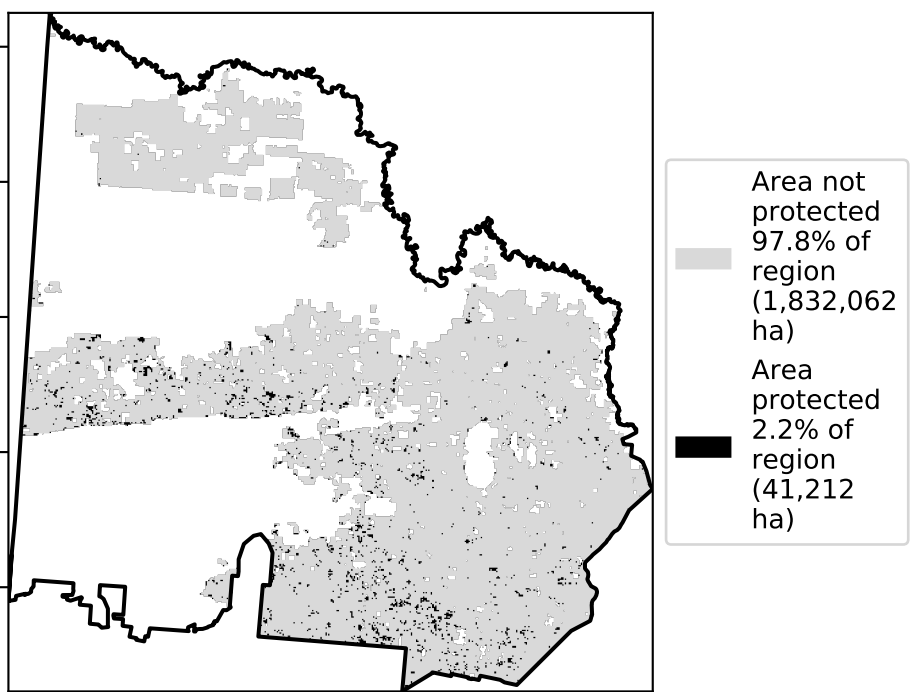 Area not
protected
97.8% of
region
(1,832,062
ha)
Area
protected
2.2% of
region
(41,212
ha)